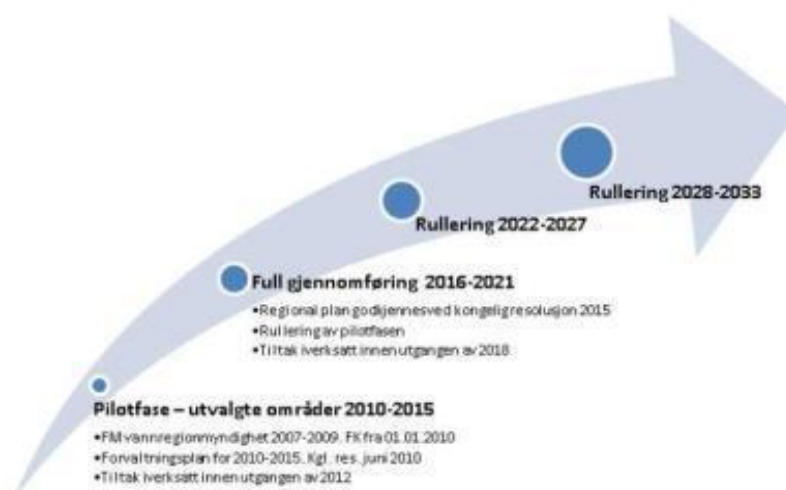 Rullering 2028-2033
Rullering 2022-2027
Full gjennomføring 2016-2021
•Regional plan godkjennes ved kongelig resolusjon 2015
•Rullering av pilotfasen
•Tiltak iverksatt innen utgangen av 2018
Pilotfase – utvalgte områder 2010-2015
•FM vannregionmyndighet 2007-2009. FK fra 01.01.2010
•Forvaltningsplan for 2010-2015. Kgl. res. juni 2010
•Tiltak iverksatt innen utgangen av 2012